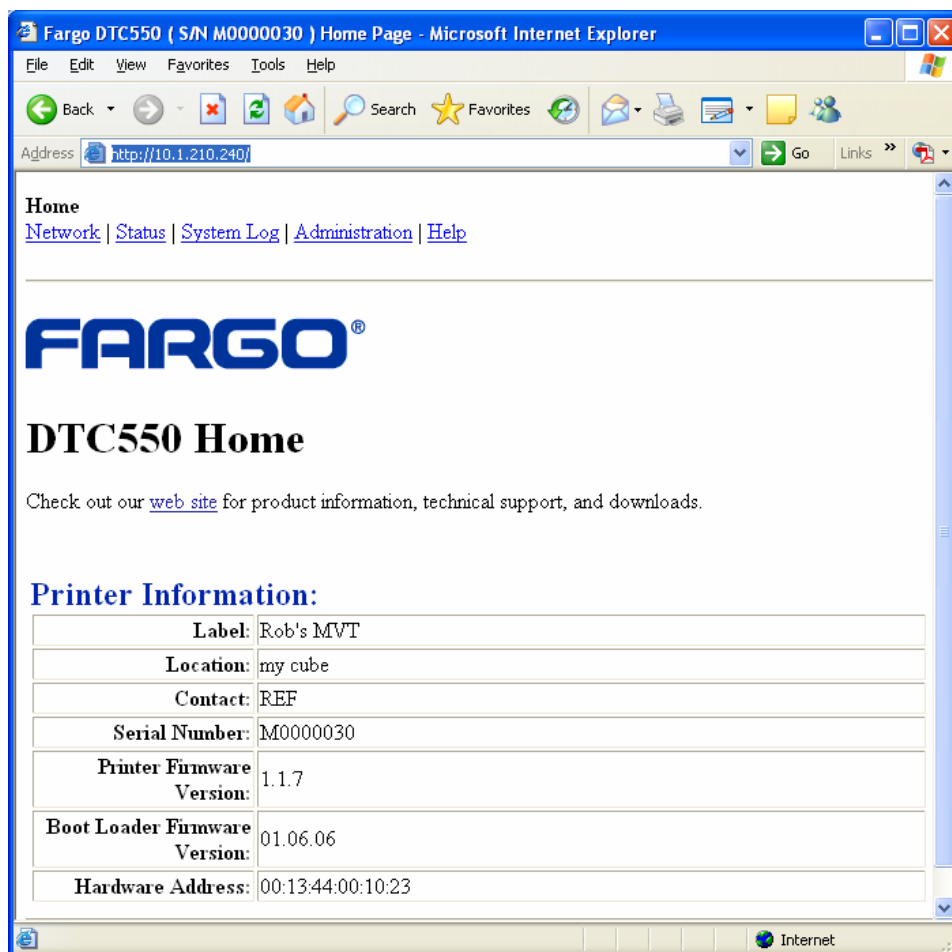 Fargo DTC550 ( S/N M0000030 ) Home Page - Microsoft Internet Explorer
File Edit View Favorites Tools Help
Back Search Favorites
Address http://10.1.210.240/ Go Links »
Home
Network | Status | System Log | Administration | Help
FARGO®
DTC550 Home
Check out our web site for product information, technical support, and downloads.
Printer Information:
Label: Rob's MVT
Location: my cube
Contact: REF
Serial Number: M0000030
Printer Firmware
Version: 1.1.7
Boot Loader Firmware
Version: 01.06.06
Hardware Address: 00:13:44:00:10:23
Internet